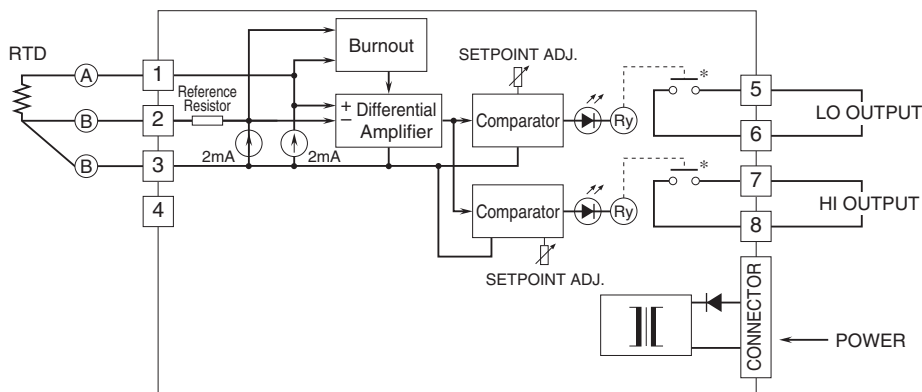 RTD
A
B
B
1
2
3
4
Reference
Resistor
2mA
2mA
Burnout
+
−
Differential
Amplifier
SETPOINT ADJ.
Comparator
Ry
*
5
6
LO OUTPUT
Comparator
Ry
*
SETPOINT ADJ.
7
8
HI OUTPUT
CONNECTOR
POWER